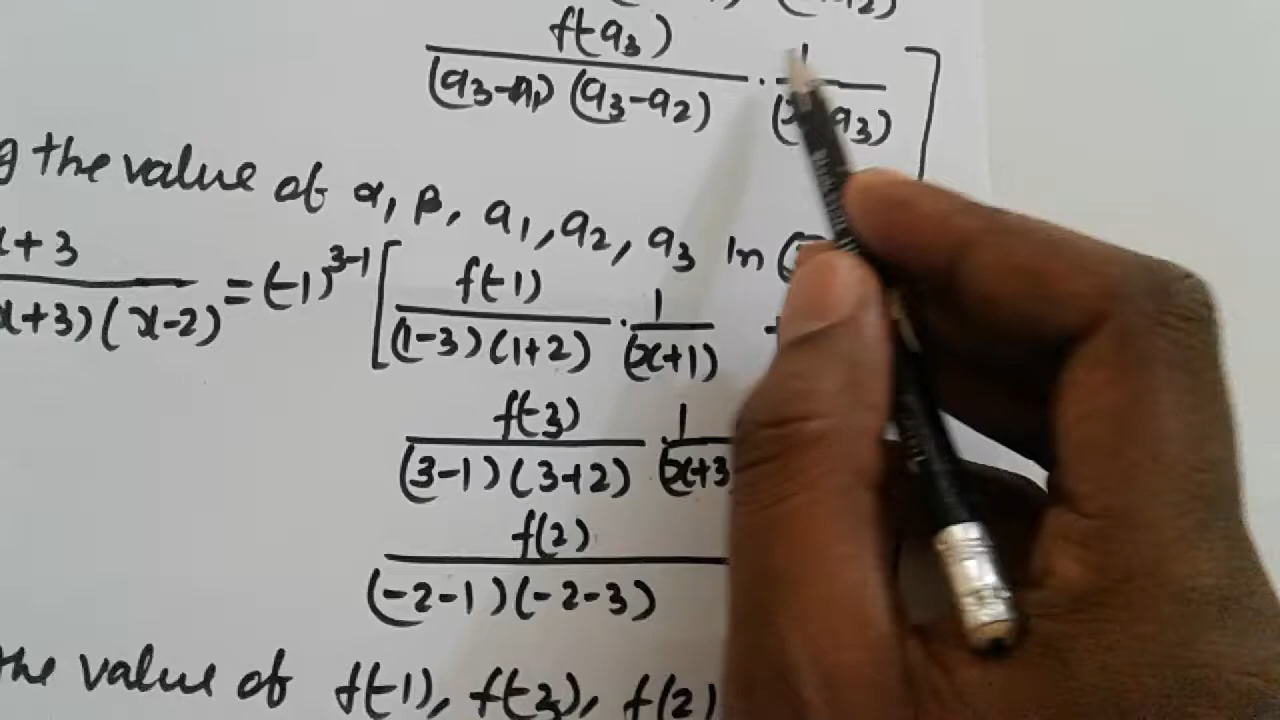 f(-a₃)
(a₃-a₁) (a₃-a₂) · 1 a₃)
the value of α, β, a₁, a₂, a₃ in
+3
x+3)(x-2) = (-1)³⁻¹ [ f(-1)
(1-3)(1+2) · 1
(x+1)
f(-3)
(3-1)(3+2) · 1
(x+3
f(2)
(-2-1)(-2-3)
the value of f(-1), f(-3), f(2)